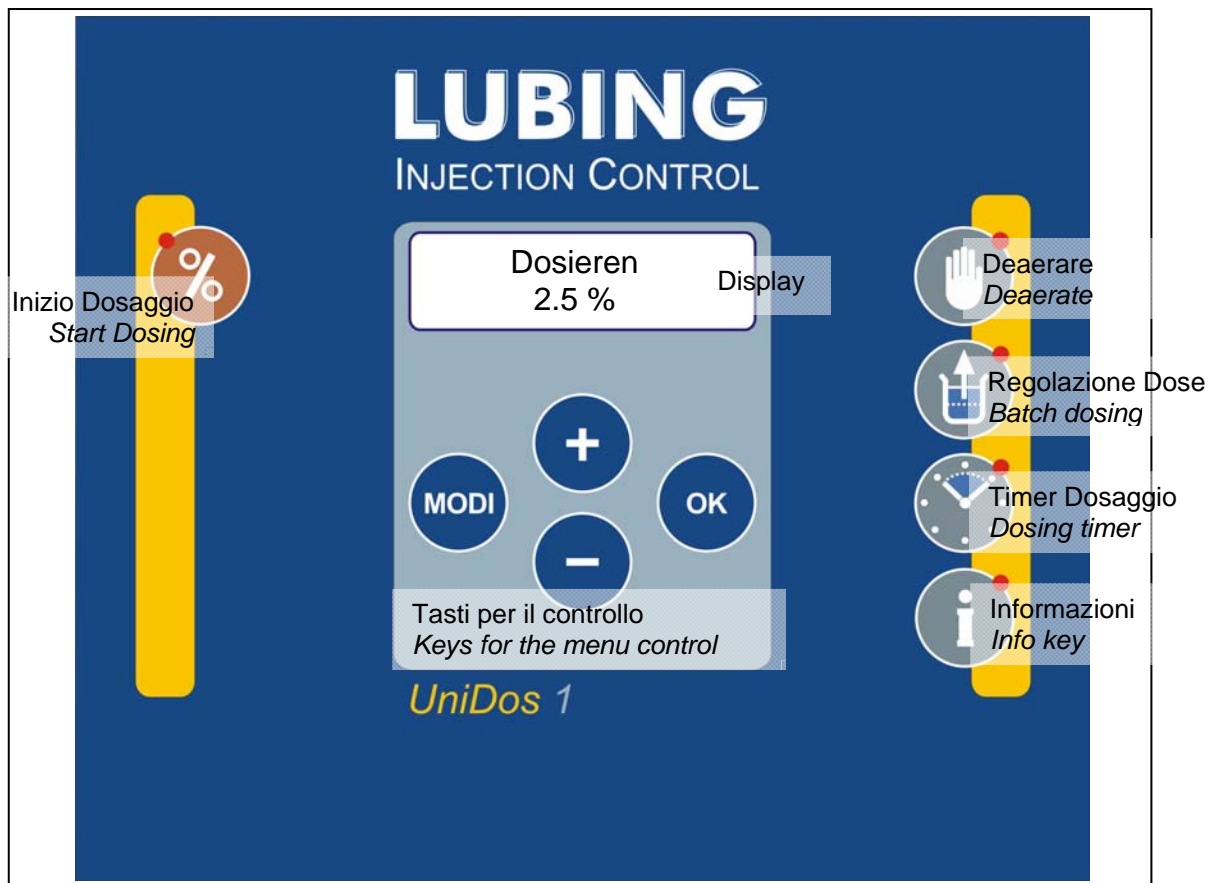 LUBING
INJECTION CONTROL
Dosieren
2.5 %
Display
%
Inizio Dosaggio
Start Dosing
Deaerare
Deaerate
Regolazione Dose
Batch dosing
Timer Dosaggio
Dosing timer
i
Informazioni
Info key
+
MODI
OK
−
Tasti per il controllo
Keys for the menu control
UniDos 1